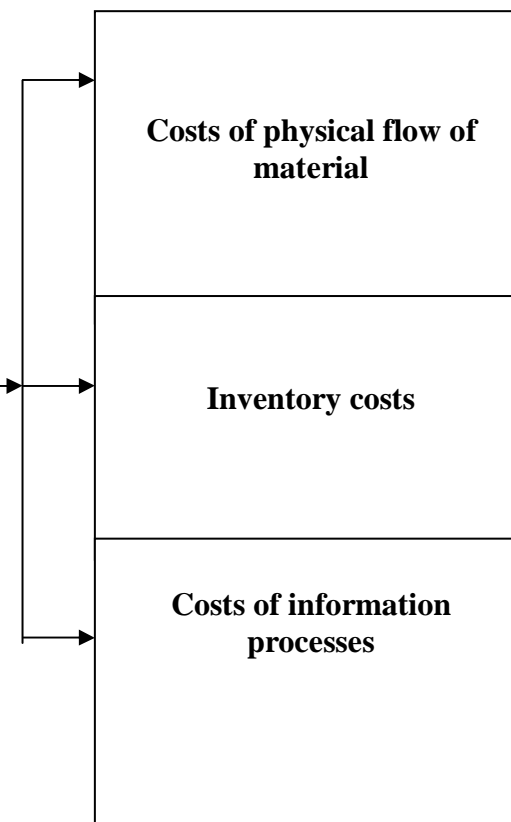 Costs of physical flow of
material
Inventory costs
Costs of information
processes